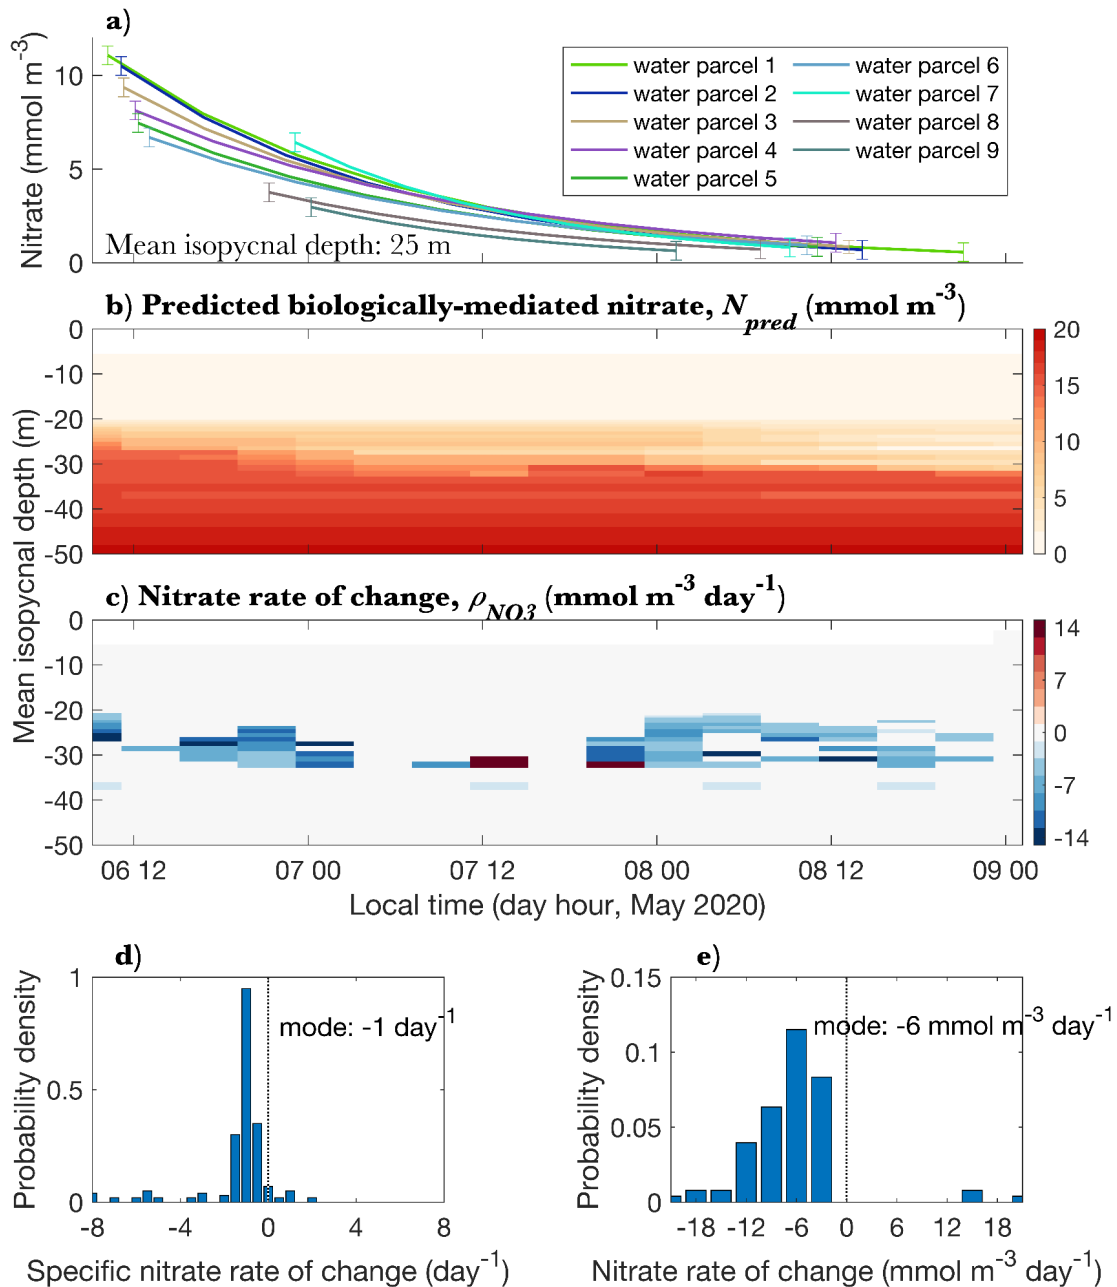 a)
Nitrate (mmol m-3)
10
5
0
water parcel 1
water parcel 2
water parcel 3
water parcel 4
water parcel 5
water parcel 6
water parcel 7
water parcel 8
water parcel 9
Mean isopycnal depth: 25 m
b) Predicted biologically-mediated nitrate, Npred (mmol m-3)
0
-10
-20
-30
-40
-50
20
15
10
5
0
Mean isopycnal depth (m)
c) Nitrate rate of change, ρNO3 (mmol m-3 day-1)
0
-10
-20
-30
-40
-50
14
7
0
-7
-14
06 12 07 00 07 12 08 00 08 12 09 00
Local time (day hour, May 2020)
d)
Probability density
1
0.5
0
mode: -1 day-1
-8 -4 0 4 8
Specific nitrate rate of change (day-1)
e)
Probability density
0.15
0.1
0.05
0
mode: -6 mmol m-3 day-1
-18 -12 -6 0 6 12 18
Nitrate rate of change (mmol m-3 day-1)